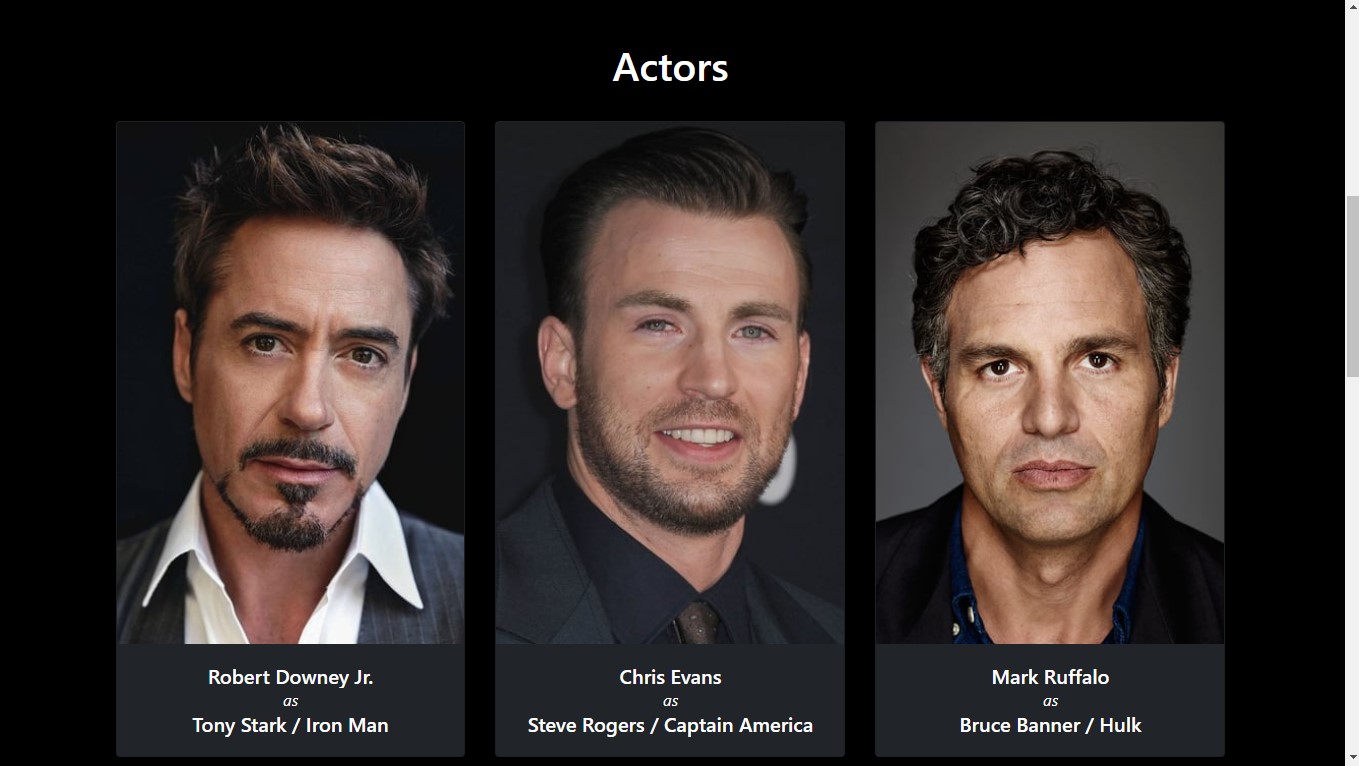 Actors
Robert Downey Jr.
as
Tony Stark / Iron Man
Chris Evans
as
Steve Rogers / Captain America
Mark Ruffalo
as
Bruce Banner / Hulk